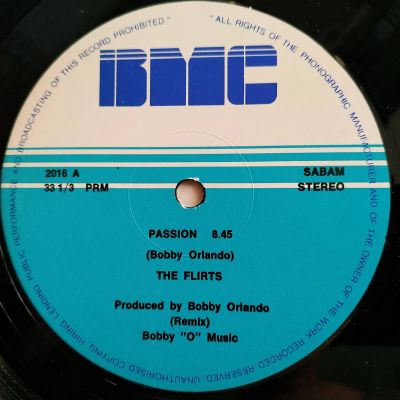 " ALL RIGHTS OF THE PHONOGRAPHIC MANUFACTURER AND OF THE OWNER OF THE WORK RECORDED RESERVED. UNAUTHORISED COPYING HIRING, LENDING, PUBLIC PERFORMANCE AND BROADCASTING OF THIS RECORD PROHIBITED "
BMC
2016 A
33 1/3 PRM
SABAM
STEREO
PASSION 8.45
(Bobby Orlando)
THE FLIRTS
Produced by Bobby Orlando
(Remix)
Bobby "O" Music